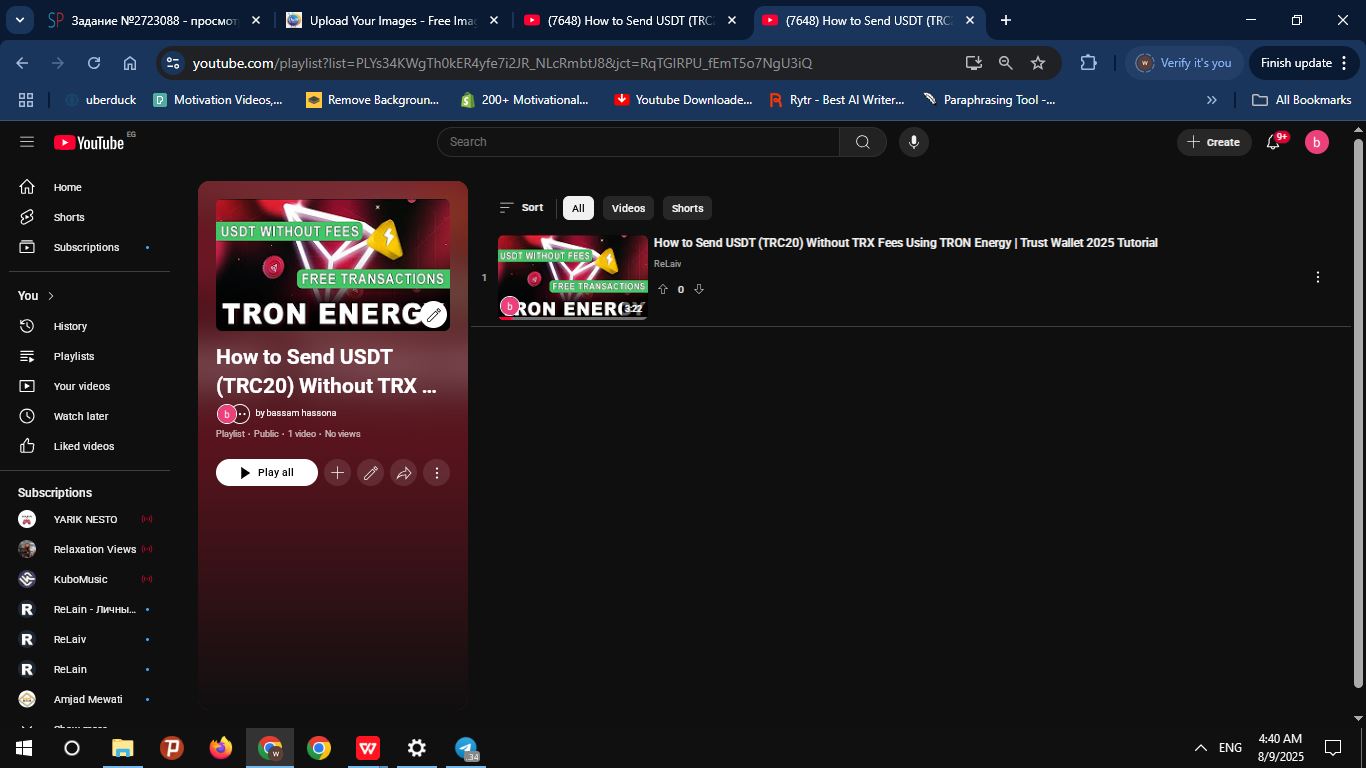 Задание №2723088 - просмотр
Upload Your Images - Free Imag
(7648) How to Send USDT (TRC2
(7648) How to Send USDT (TRC2
youtube.com/playlist?list=PLYs34KWgTh0kER4yfe7i2JR_NLcRmbtJ8&jct=RqTGIRPU_fEmT5o7NgU3iQ
Verify it's you
Finish update
uberduck
Motivation Videos,...
Remove Backgroun...
200+ Motivational...
Youtube Downloade...
Rytr - Best AI Writer...
Paraphrasing Tool -...
»
All Bookmarks
YouTube EG
Search
Create
9+
b
Home
Shorts
Subscriptions
You
History
Playlists
Your videos
Watch later
Liked videos
Subscriptions
YARIK NESTO
Relaxation Views
KuboMusic
ReLain - Личны...
ReLaiv
ReLain
Amjad Mewati
USDT WITHOUT FEES
FREE TRANSACTIONS
TRON ENERG
How to Send USDT
(TRC20) Without TRX ...
b
by bassam hassona
Playlist · Public · 1 video · No views
Play all
Sort
All
Videos
Shorts
1
USDT WITHOUT FEES
FREE TRANSACTIONS
b
RON ENERGY
3:22
How to Send USDT (TRC20) Without TRX Fees Using TRON Energy | Trust Wallet 2025 Tutorial
ReLaiv
0
34
ENG
4:40 AM
8/9/2025